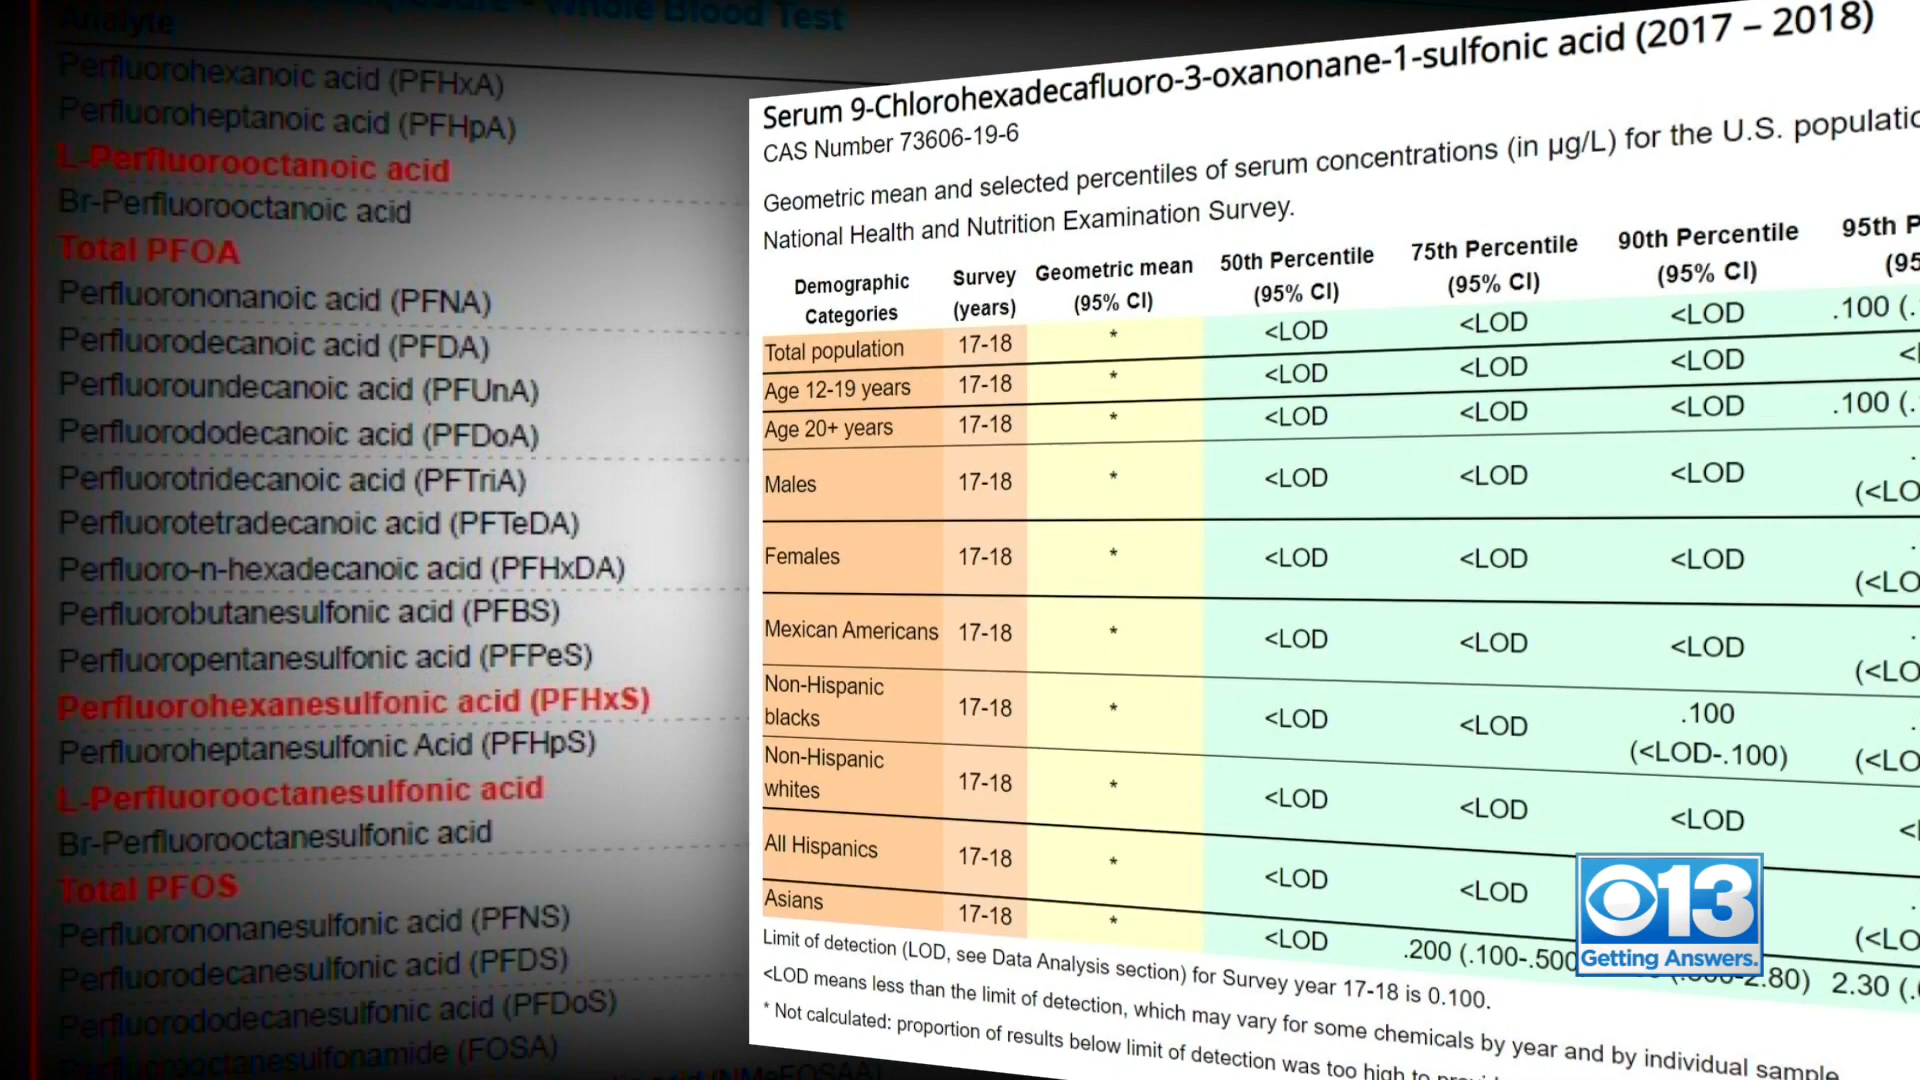 - Whole Blood Test
Analyte
Perfluorohexanoic acid (PFHxA)
Perfluoroheptanoic acid (PFHpA)
L-Perfluorooctanoic acid
Br-Perfluorooctanoic acid
Total PFOA
Perfluorononanoic acid (PFNA)
Perfluorodecanoic acid (PFDA)
Perfluoroundecanoic acid (PFUnA)
Perfluorododecanoic acid (PFDoA)
Perfluorotridecanoic acid (PFTriA)
Perfluorotetradecanoic acid (PFTeDA)
Perfluoro-n-hexadecanoic acid (PFHxDA)
Perfluorobutanesulfonic acid (PFBS)
Perfluoropentanesulfonic acid (PFPeS)
Perfluorohexanesulfonic acid (PFHxS)
Perfluoroheptanesulfonic Acid (PFHpS)
L-Perfluorooctanesulfonic acid
Br-Perfluorooctanesulfonic acid
Total PFOS
Perfluorononanesulfonic acid (PFNS)
Perfluorodecanesulfonic acid (PFDS)
Perfluorododecanesulfonic acid (PFDoS)
Perfluorooctanesulfonamide (FOSA)
Serum 9-Chlorohexadecafluoro-3-oxanonane-1-sulfonic acid (2017 – 2018)
CAS Number 73606-19-6
Geometric mean and selected percentiles of serum concentrations (in µg/L) for the U.S.
National Health and Nutrition Examination Survey.
Demographic Categories Survey (years) Geometric mean (95% CI) 50th Percentile (95% CI) 75th Percentile (95% CI) 90th Percentile (95% CI) 95th
Total population 17-18 * <LOD <LOD <LOD .100 (.
Age 12-19 years 17-18 * <LOD <LOD <LOD
Age 20+ years 17-18 * <LOD <LOD <LOD .100 (.
Males 17-18 * <LOD <LOD <LOD
Females 17-18 * <LOD <LOD <LOD
Mexican Americans 17-18 * <LOD <LOD <LOD
Non-Hispanic blacks 17-18 * <LOD <LOD .100 (<LOD-.100)
Non-Hispanic whites 17-18 * <LOD <LOD <LOD
All Hispanics 17-18 * <LOD <LOD
Asians 17-18 * <LOD .200 (.100-.500 2.80) 2.30 (.
Limit of detection (LOD, see Data Analysis section) for Survey year 17-18 is 0.100.
<LOD means less than the limit of detection, which may vary for some chemicals by year and by individual sample
* Not calculated: proportion of results below limit of detection was too high to
13
Getting Answers.